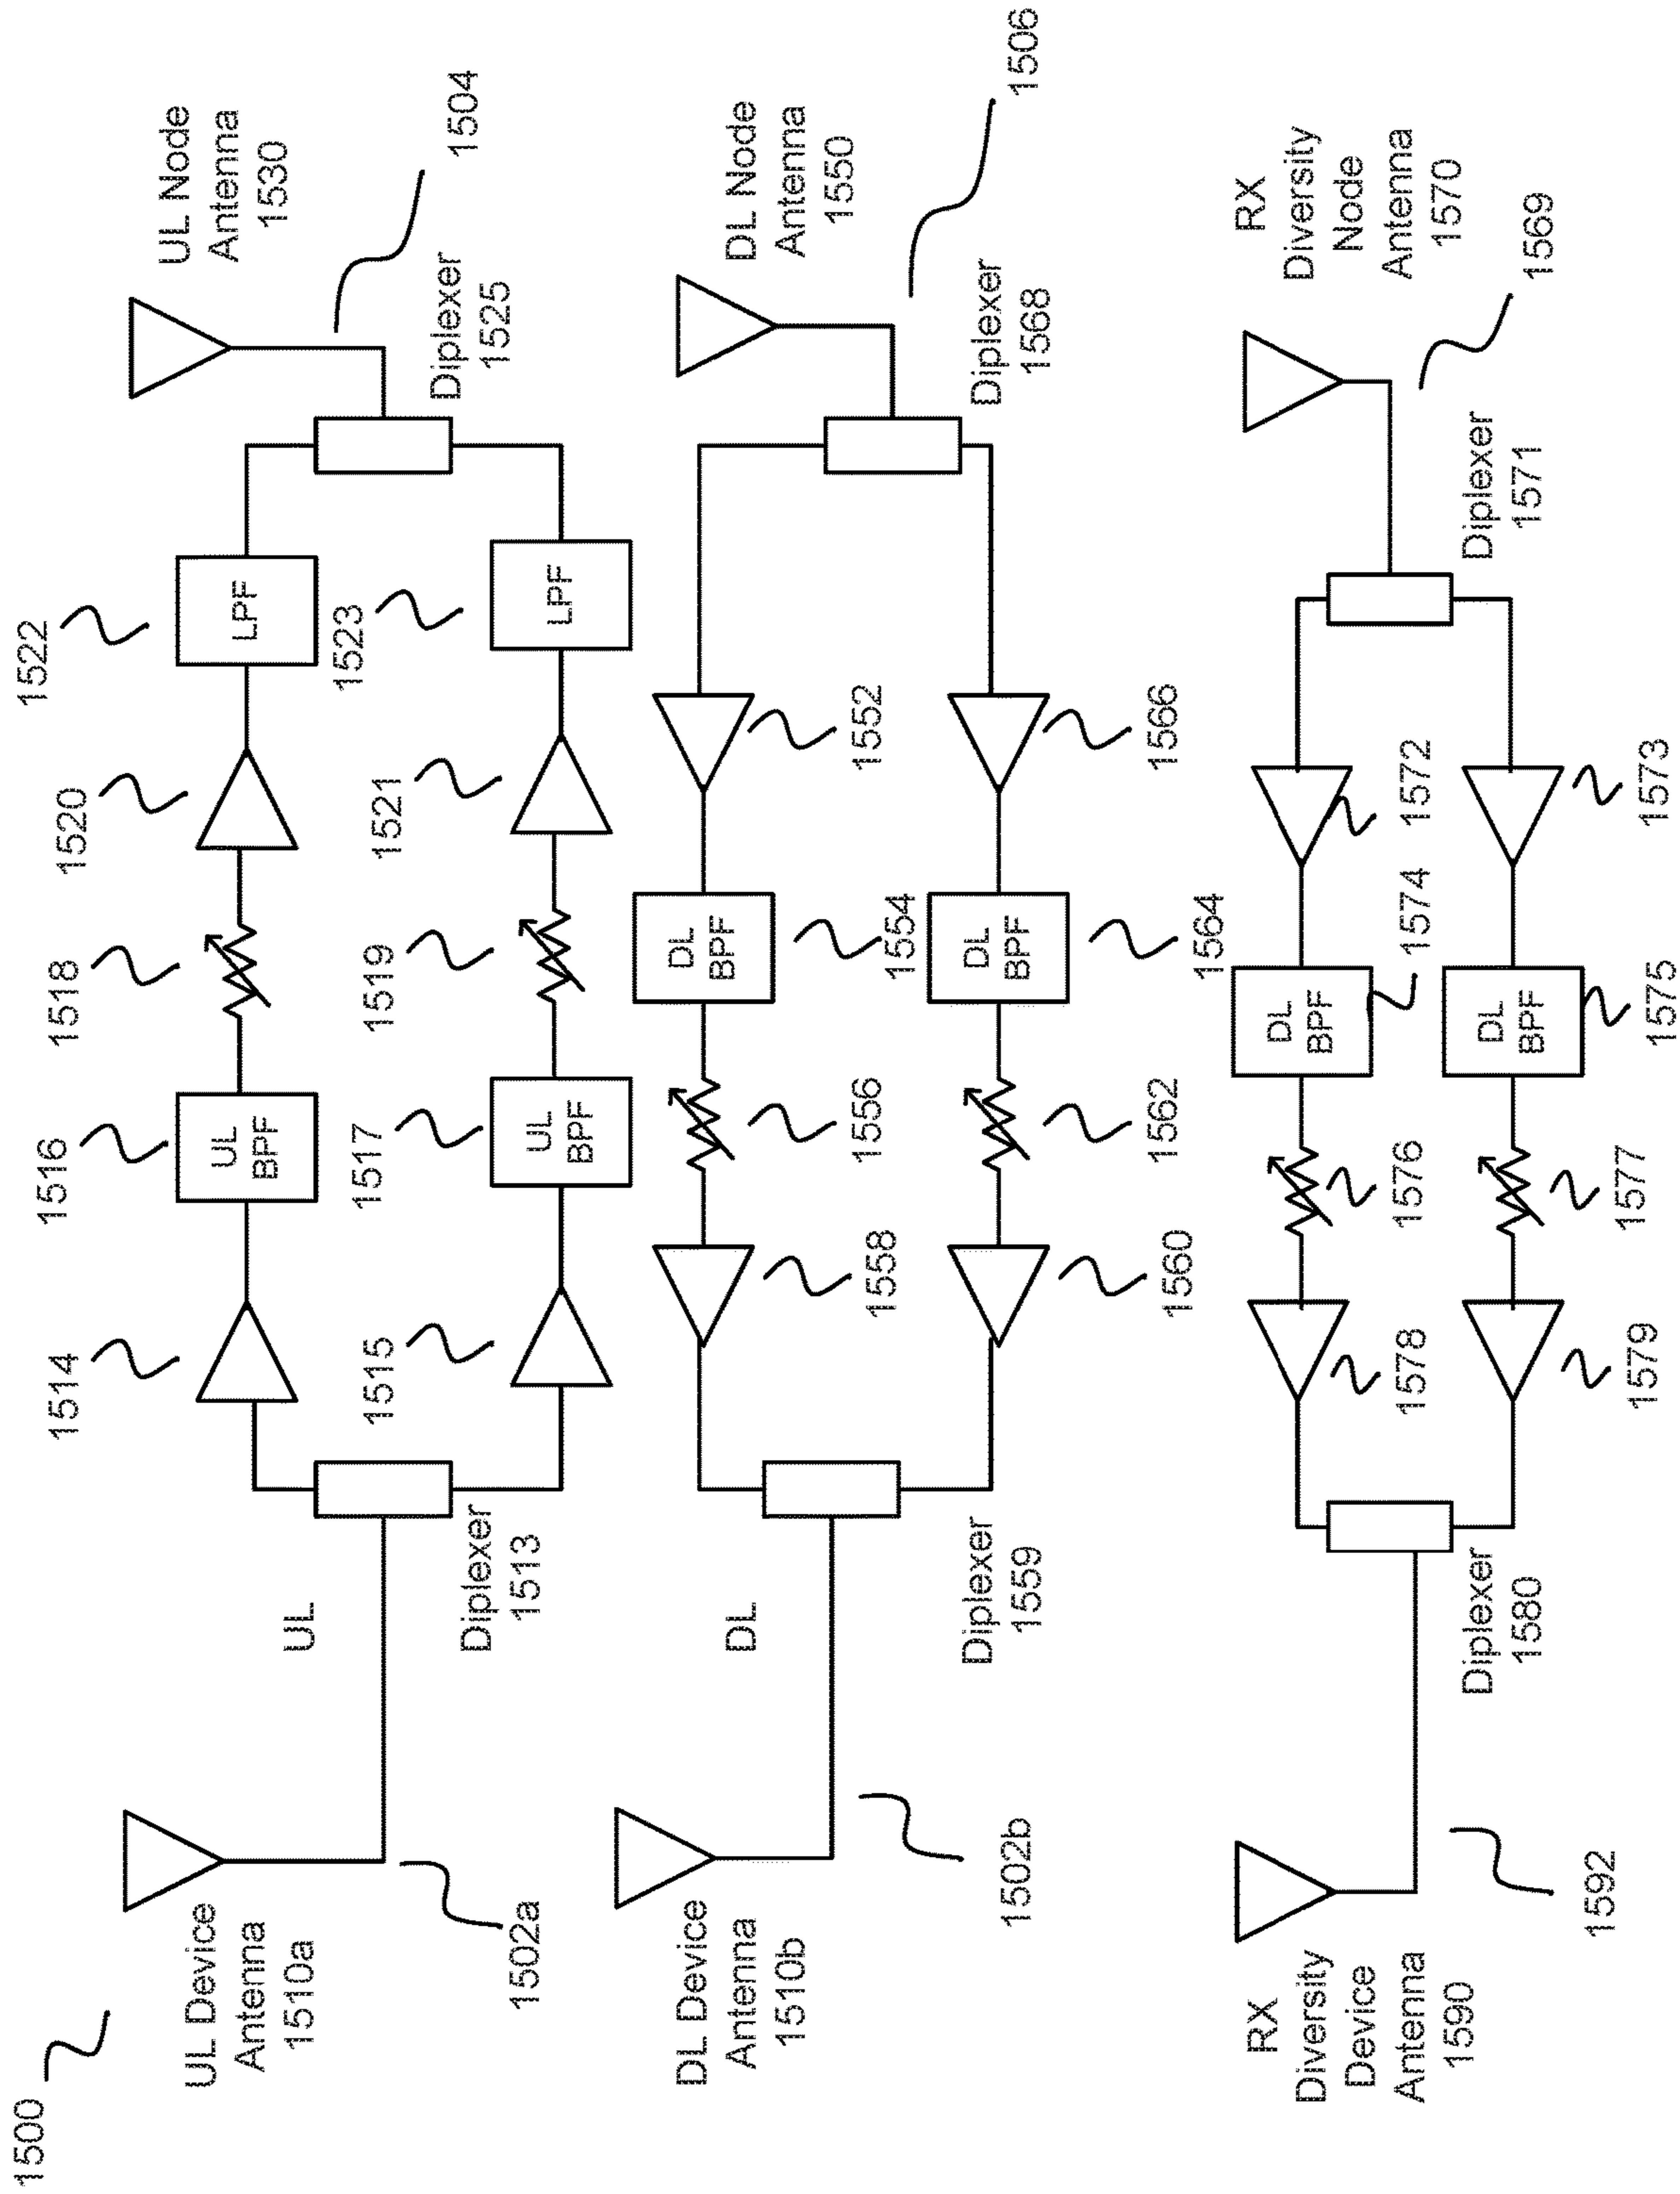 1500
UL Device
Antenna
1510a
1502a
UL
Diplexer
1513
1514
1515
1516
UL
BPF
1517
UL
BPF
1518
1519
1520
1521
1522
LPF
1523
LPF
Diplexer
1525
UL Node
Antenna
1530
1504
DL Device
Antenna
1510b
1502b
DL
Diplexer
1559
1558
1560
1556
1562
DL
BPF
1554
DL
BPF
1564
1552
1566
Diplexer
1568
DL Node
Antenna
1550
1506
RX
Diversity
Device
Antenna
1590
1592
Diplexer
1580
1578
1579
1576
1577
DL
BPF
1574
DL
BPF
1575
1572
1573
Diplexer
1571
RX
Diversity
Node
Antenna
1570
1569